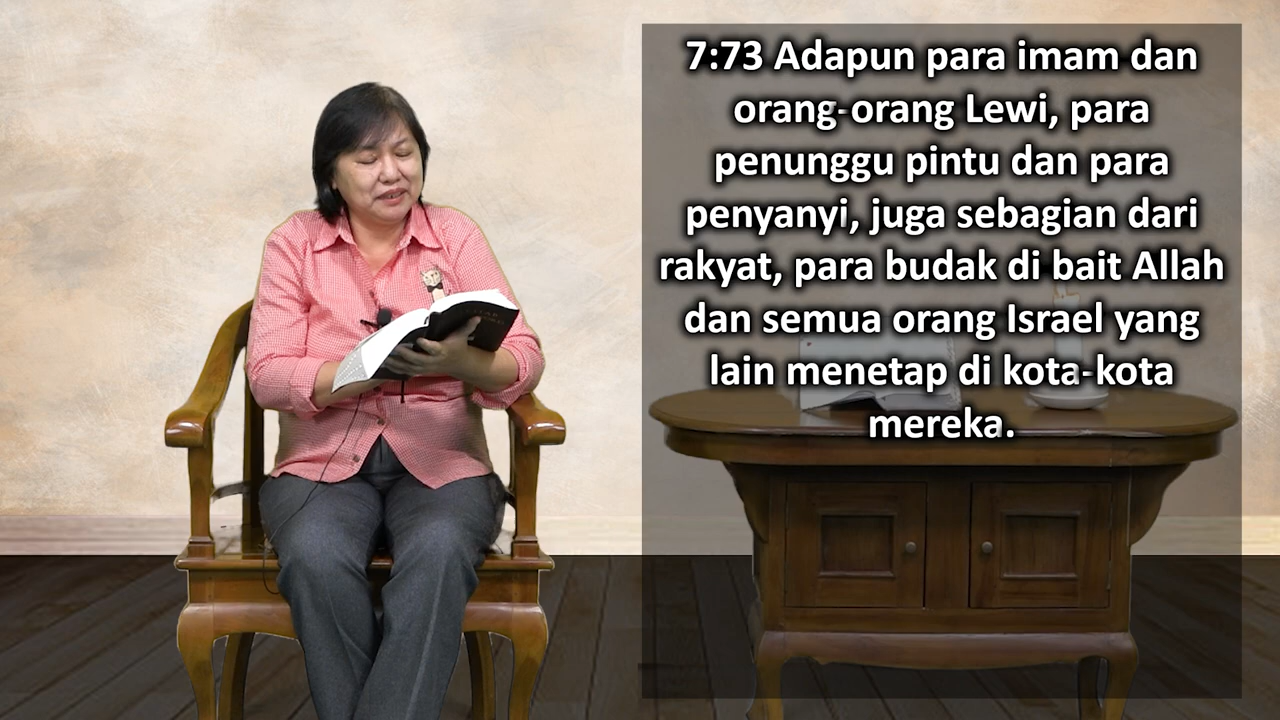 7:73 Adapun para imam dan
orang-orang Lewi, para
penunggu pintu dan para
penyanyi, juga sebagian dari
rakyat, para budak di bait Allah
dan semua orang Israel yang
lain menetap di kota-kota
mereka.